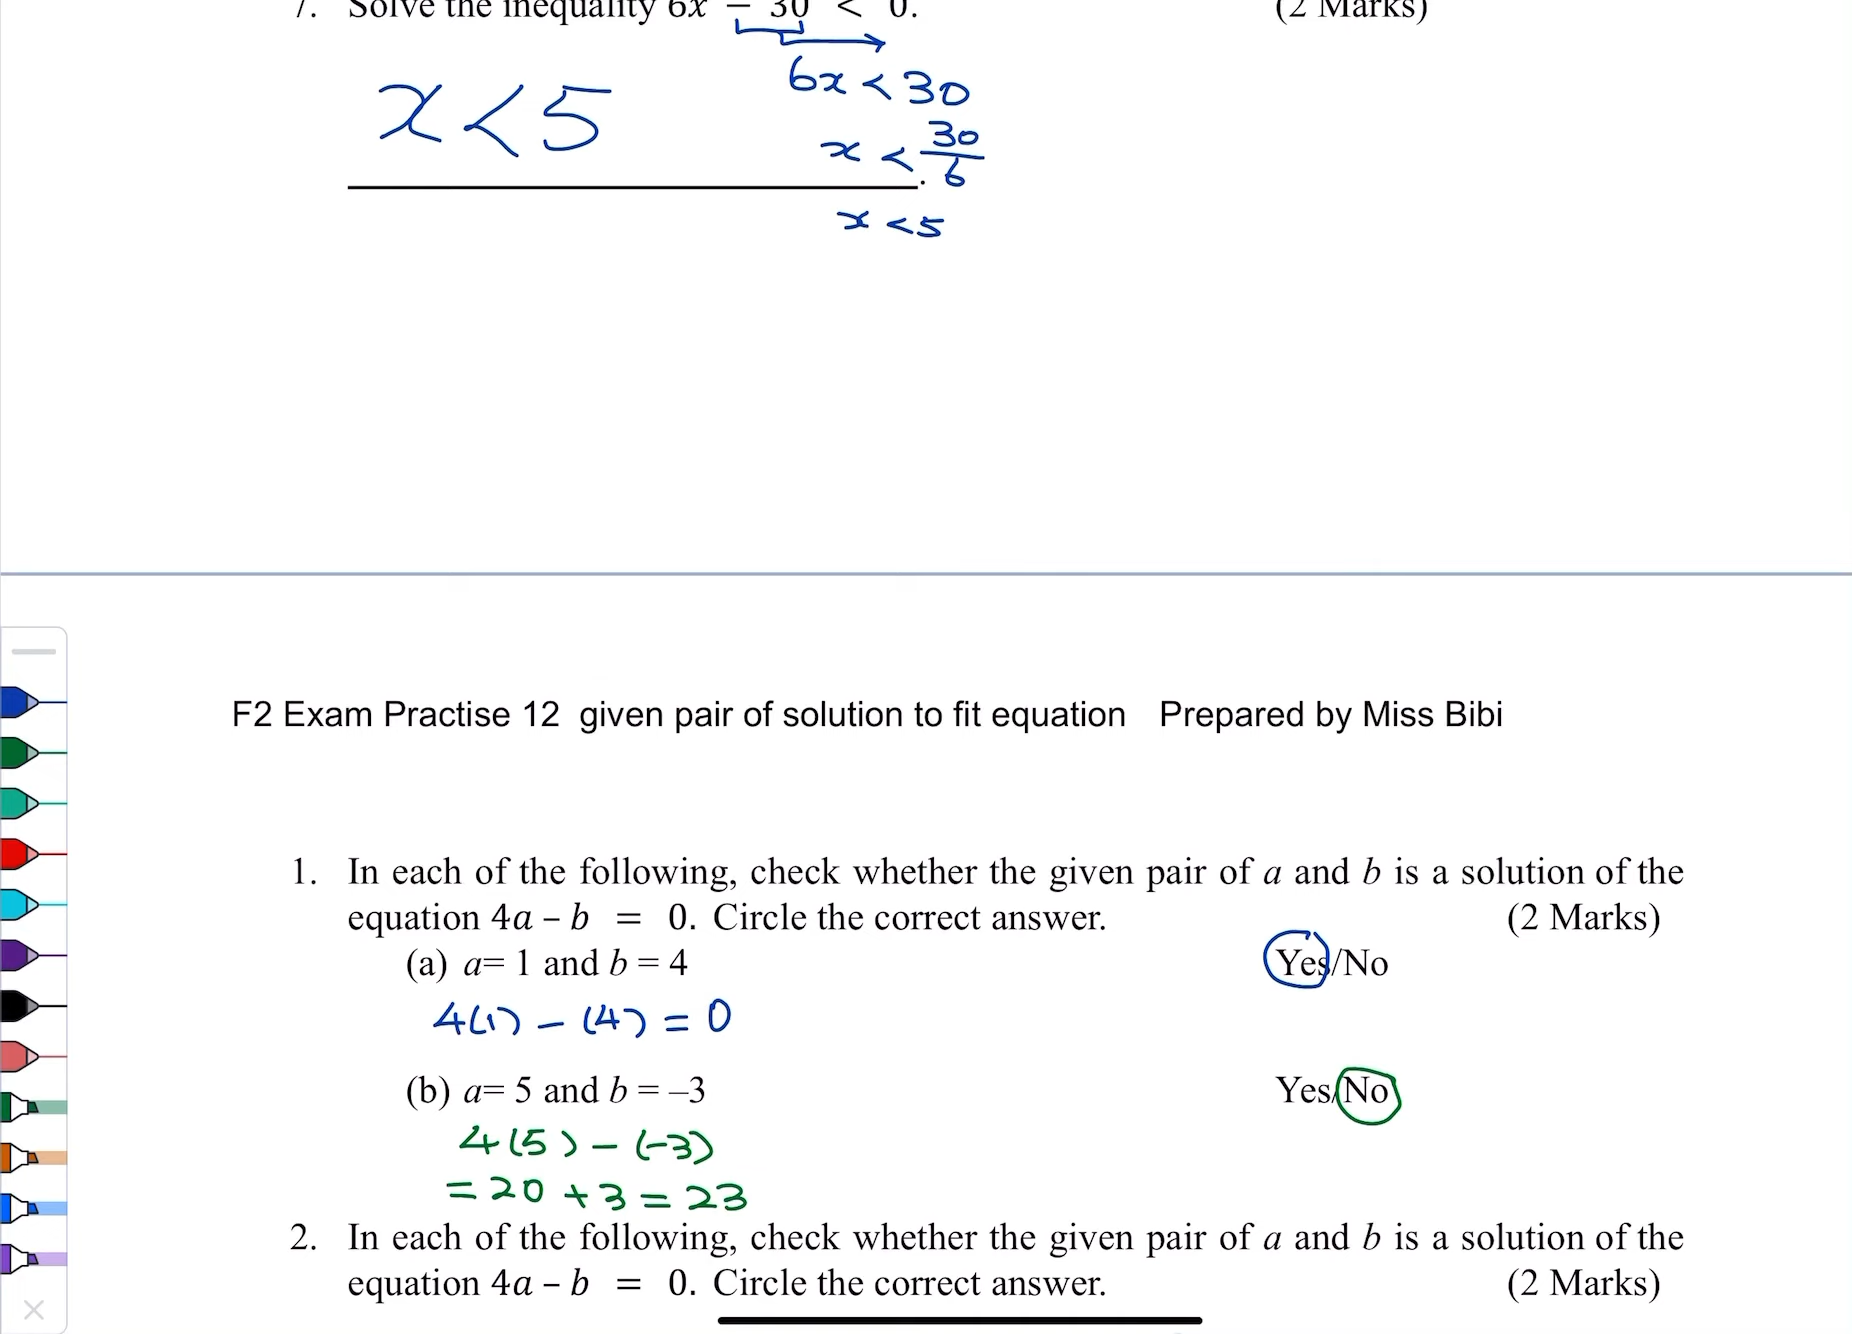 7. Solve the inequality 6x − 30 < 0. (2 Marks)
6x < 30
x < 5
x < 30/6
x < 5
F2 Exam Practise 12 given pair of solution to fit equation Prepared by Miss Bibi
1. In each of the following, check whether the given pair of a and b is a solution of the
equation 4a – b = 0. Circle the correct answer. (2 Marks)
(a) a= 1 and b = 4 Yes/No
4(1) − (4) = 0
(b) a= 5 and b = –3 Yes/No
4(5) − (−3)
= 20 + 3 = 23
2. In each of the following, check whether the given pair of a and b is a solution of the
equation 4a – b = 0. Circle the correct answer. (2 Marks)